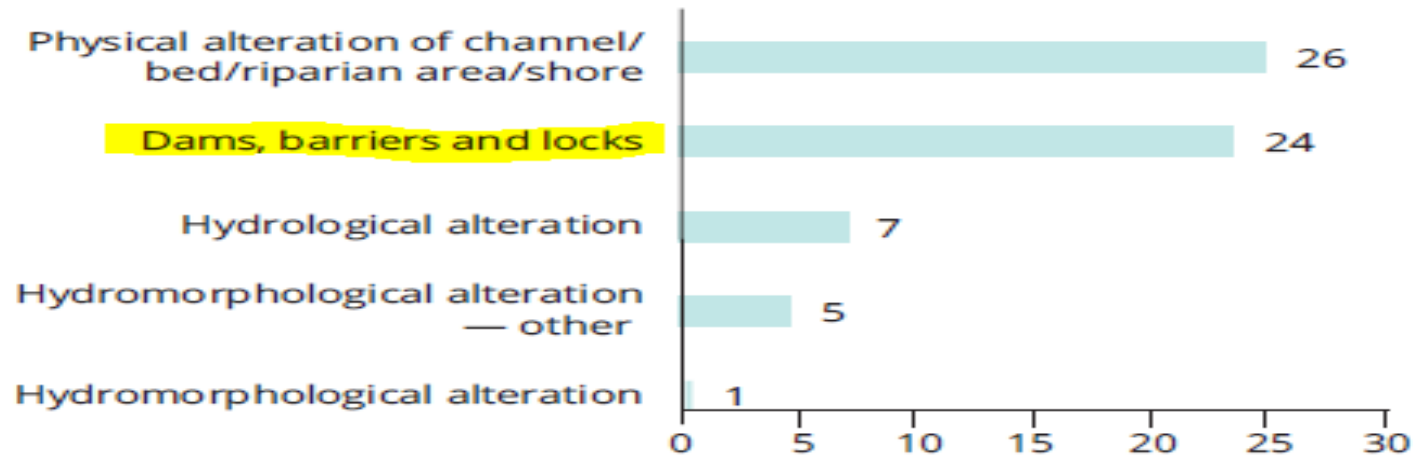 Physical alteration of channel/
bed/riparian area/shore
26
Dams, barriers and locks
24
Hydrological alteration
7
Hydromorphological alteration
— other
5
Hydromorphological alteration
1
0 5 10 15 20 25 30